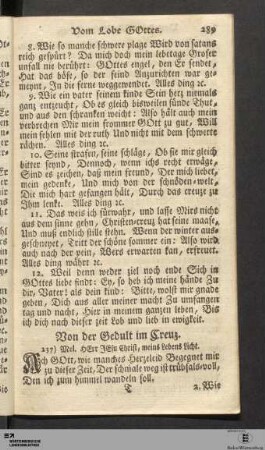 Vom Lobe GOttes. 289
8. Wie so manche schwere plage Wird von satans
reich gefürt? Da mich doch mein lebetage Groser
unfall nie berührt: GOttes engel, den Er sendet,
Hat das böse, so der feind Anzurichten war ge-
meynt, In die ferne weggewendet. Alles ding ꝛc.
9. Wie ein vater seinem kinde Sein herz niemals
ganz entzeucht, Ob es gleich bisweilen sünde Thut,
und aus den schranken weicht: Also hält auch mein
verbrechen Mir mein frommer GOtt zu gut, Will
mein fehlen mit der ruth Und nicht mit dem schwerte
rächen. Alles ding ꝛc.
10. Seine strafen, seine schläge, Ob sie mir gleich
bitter seynd, Dennoch, wenn ichs recht erwäge,
Sind es zeichen, daß mein freund, Der mich liebet,
mein gedenke, Und mich von der schnöden welt,
Die mich hart gefangen hält, Durch das creuze zu
Ihm lenke. Alles ding ꝛc.
11. Das weis ich fürwahr, und lasse Mirs nicht
aus dem sinne gehn, Christencreuz hat seine maase,
Und muß endlich stille stehn. Wenn der winter aus-
geschneyet, Tritt der schöne sommer ein: Also wird
auch nach der pein, Wers erwarten kan, erfreuet.
Alles ding währt ꝛc.
12. Weil denn weder ziel noch ende Sich in
GOttes liebe findt: Ey, so heb ich meine hände Zu
dir, Vater! als dein kind: Bitte, wolst mir gnade
geben, Dich aus aller meiner macht Zu umfangen
tag und nacht, Hier in meinem ganzen leben, Bis
ich dich nach dieser zeit Lob und lieb in ewigkeit.
Von der Gedult im Creuz.
237) Mel. HErr JEsu Christ, meins Lebens Licht.
Ach GOtt, wie manches Herzeleid Begegnet mir
zu dieser Zeit, Der schmale weg ist trübsals-voll,
Den ich zum himmel wandeln soll.
T 2. Wie